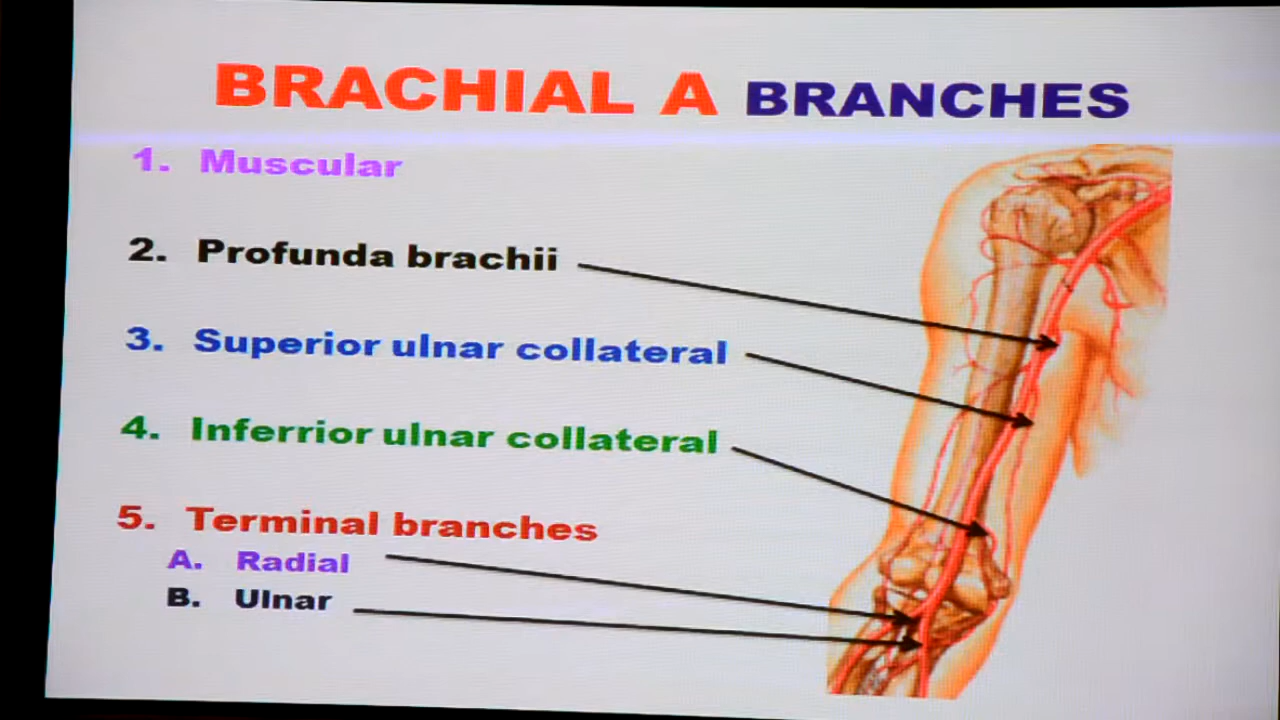 BRACHIAL A BRANCHES
1. Muscular
2. Profunda brachii
3. Superior ulnar collateral
4. Inferrior ulnar collateral
5. Terminal branches
A. Radial
B. Ulnar